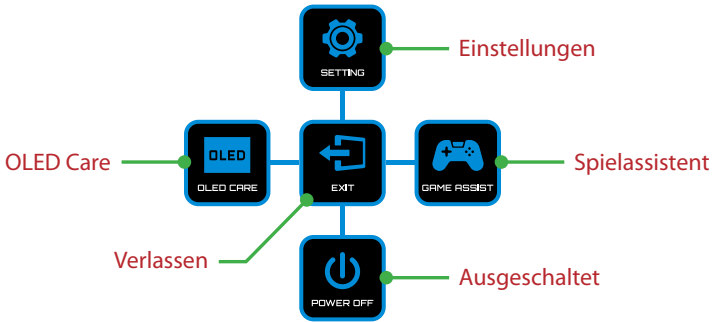 SETTING
Einstellungen
OLED Care
OLED
OLED CARE
EXIT
GAME ASSIST
Spielassistent
Verlassen
POWER OFF
Ausgeschaltet